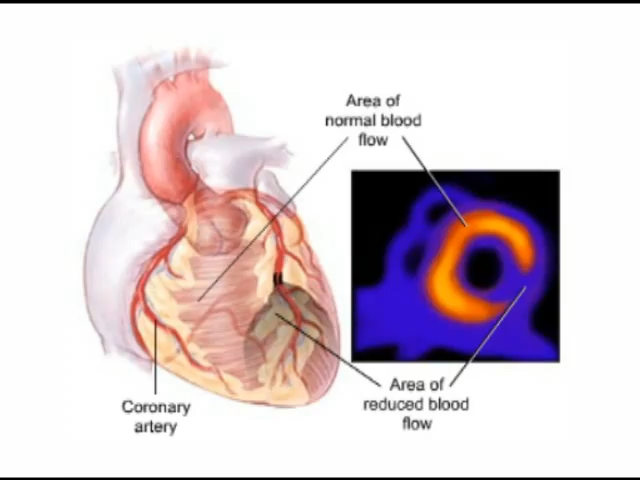 Area of
normal blood
flow
Coronary
artery
Area of
reduced blood
flow